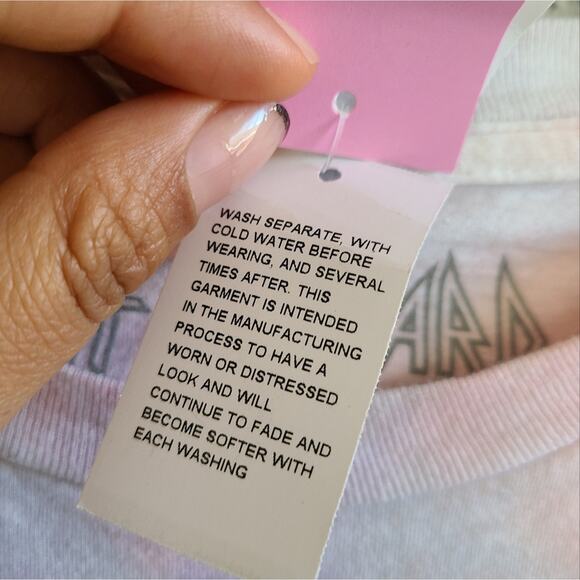 WASH SEPARATE, WITH
COLD WATER BEFORE
WEARING, AND SEVERAL
TIMES AFTER. THIS
GARMENT IS INTENDED
IN THE MANUFACTURING
PROCESS TO HAVE A
WORN OR DISTRESSED
LOOK AND WILL
CONTINUE TO FADE AND
BECOME SOFTER WITH
EACH WASHING